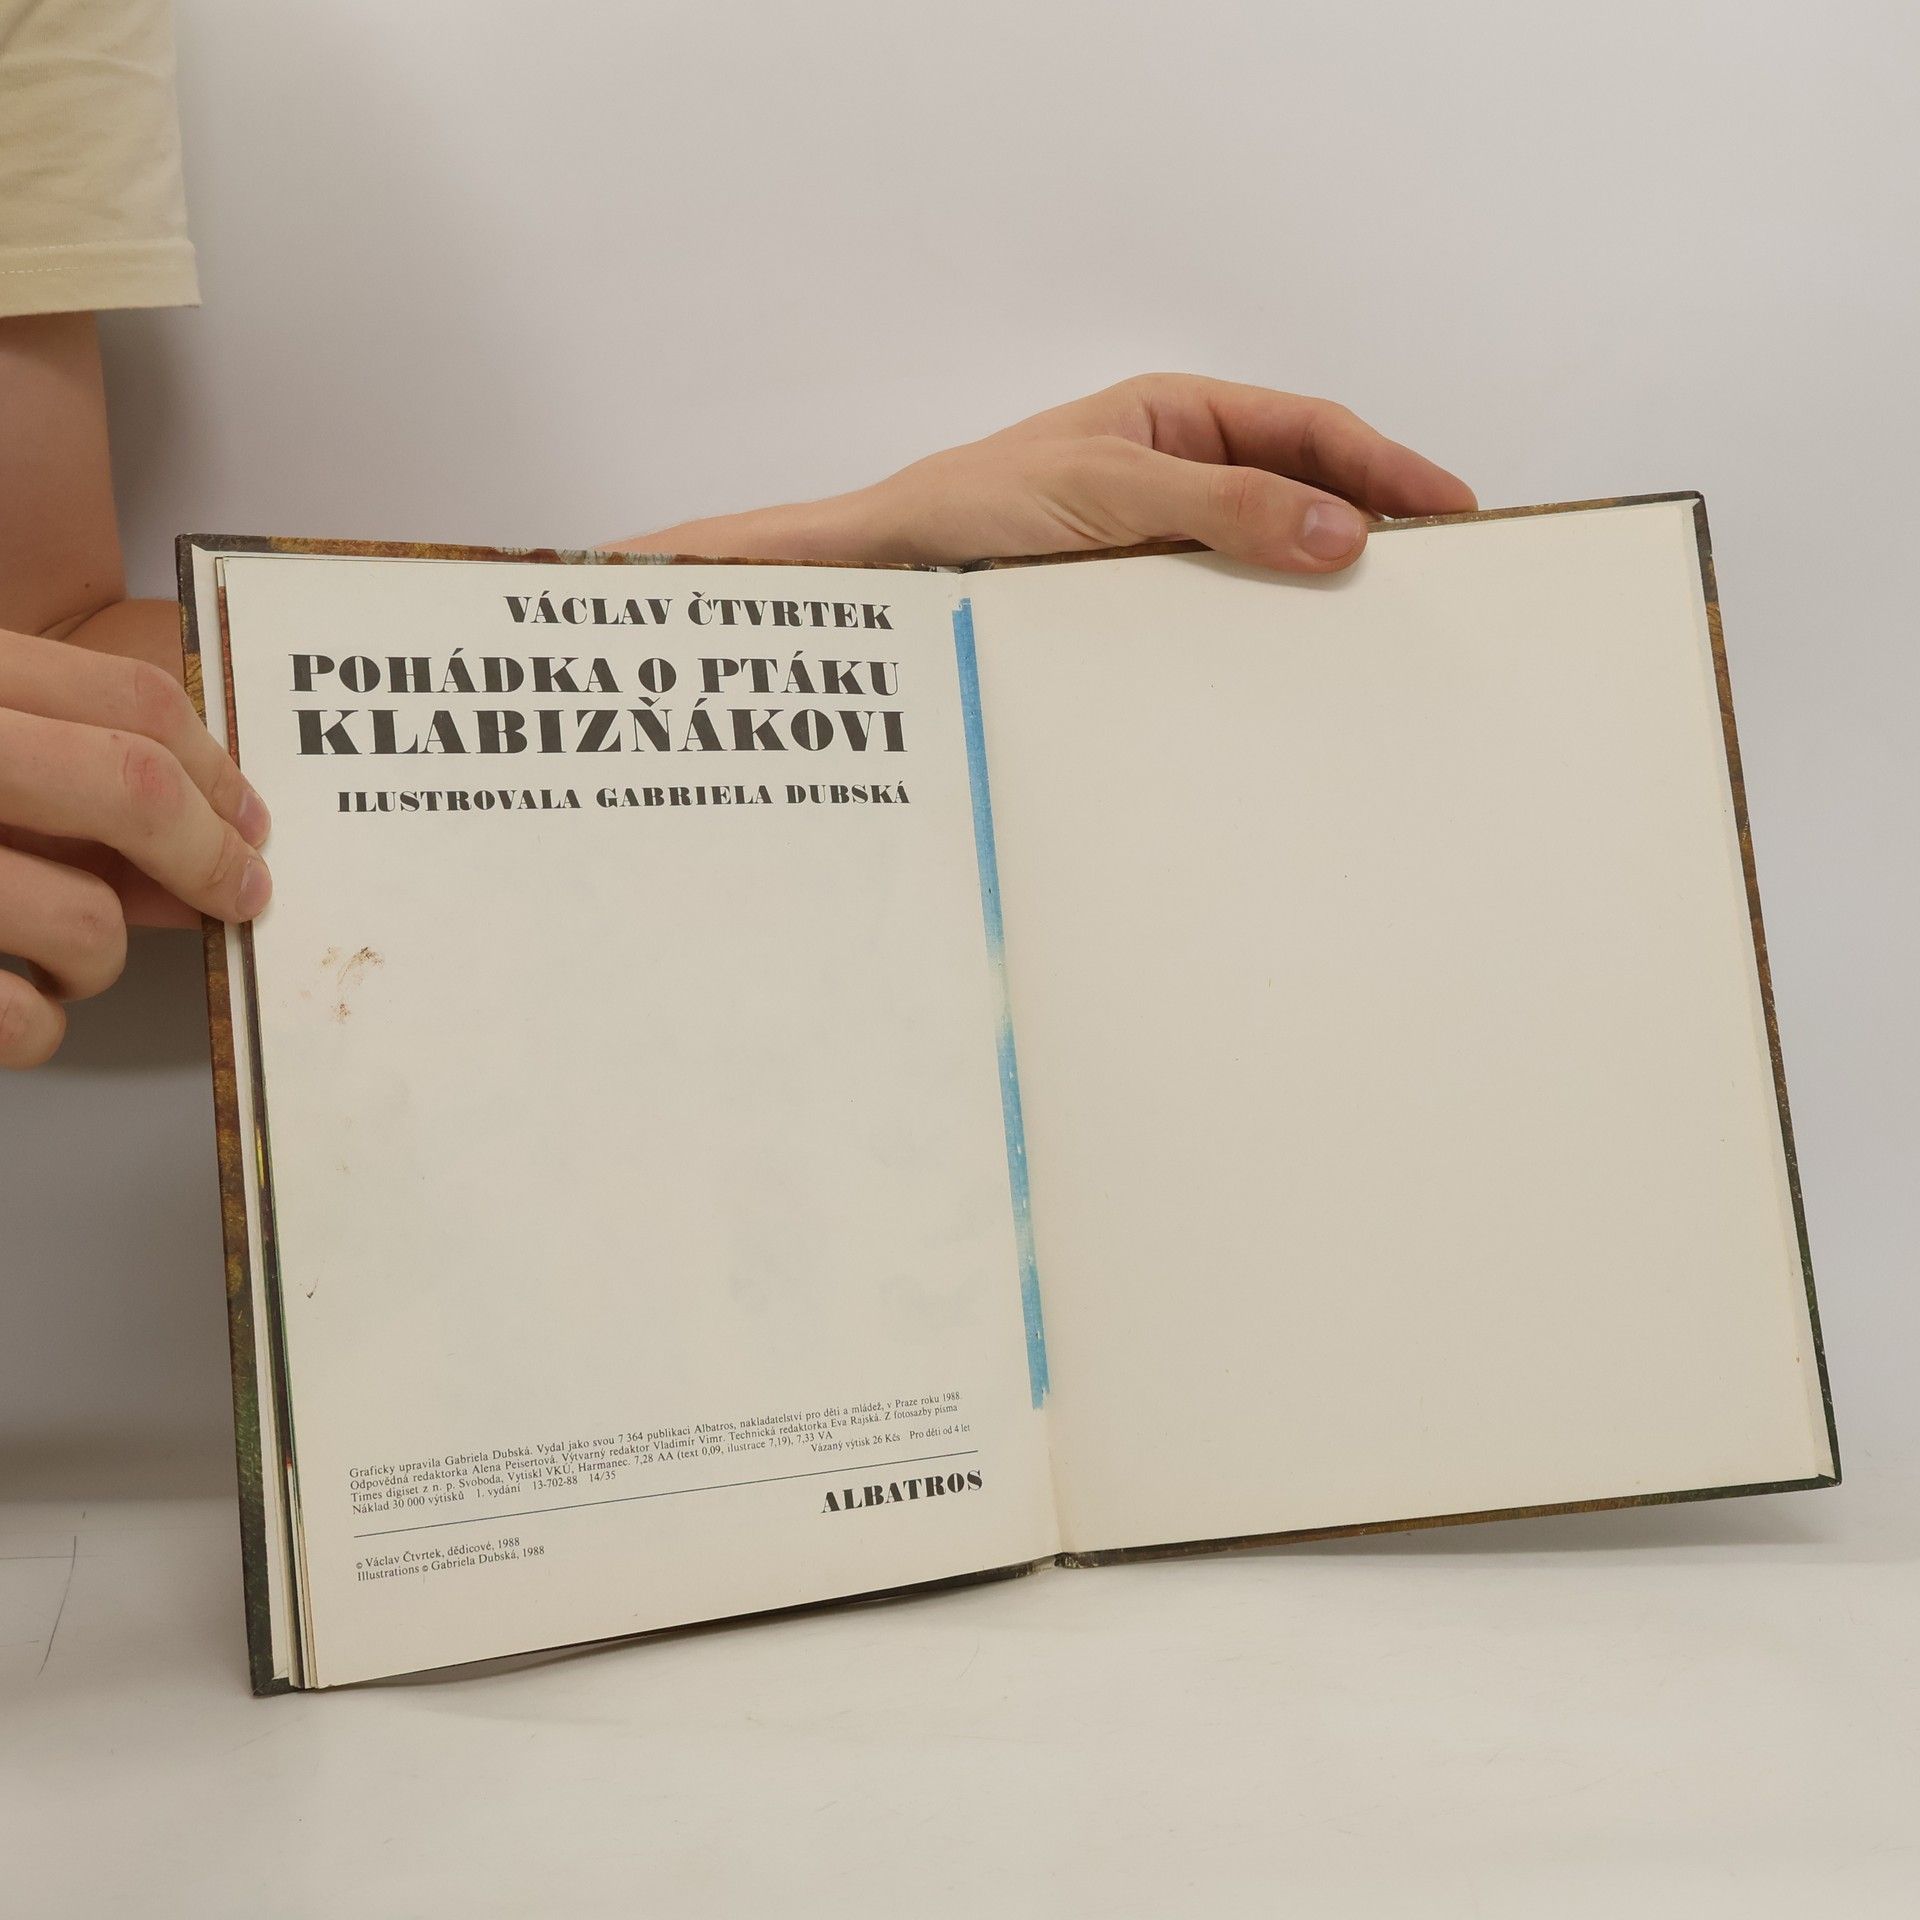 VÁCLAV ČTVRTEK
POHÁDKA O PTÁKU
KLABIZŇÁKOVI
ILUSTROVALA GABRIELA DUBSKÁ
Graficky upravila Gabriela Dubská. Vydal jako svou 7 364 publikaci Albatros, nakladatelství pro děti a mládež, v Praze roku 1988.
Odpovědná redaktorka Alena Peisertová. Výtvarný redaktor Vladimír Vimr. Technická redaktorka Eva Rajská. Z fotosazby písma
Times digiset z n. p. Svoboda, Vytiskl VKÚ, Harmanec. 7,28 AA (text 0,09, ilustrace 7,19), 7,33 VA
Náklad 30 000 výtisků 1. vydání 13-702-88 14/35 Vázaný výtisk 26 Kčs Pro děti od 4 let
ALBATROS
© Václav Čtvrtek, dědicové, 1988
Illustrations © Gabriela Dubská, 1988